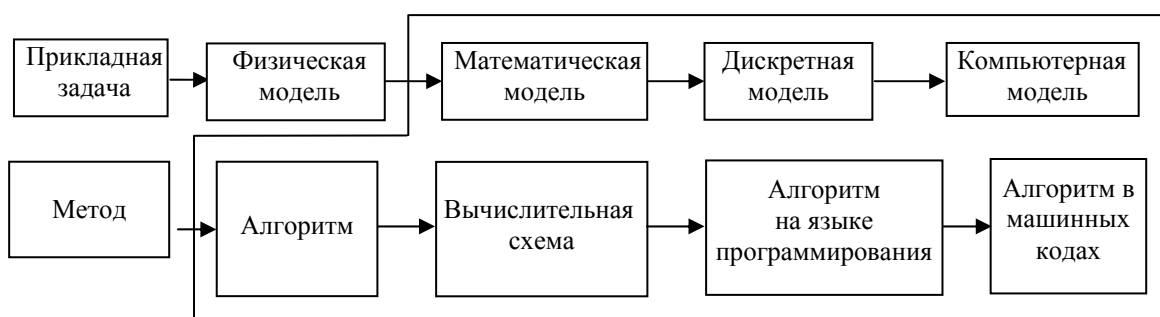 Прикладная
задача
Физическая
модель
Математическая
модель
Дискретная
модель
Компьютерная
модель
Метод
Алгоритм
Вычислительная
схема
Алгоритм
на языке
программирования
Алгоритм в
машинных
кодах